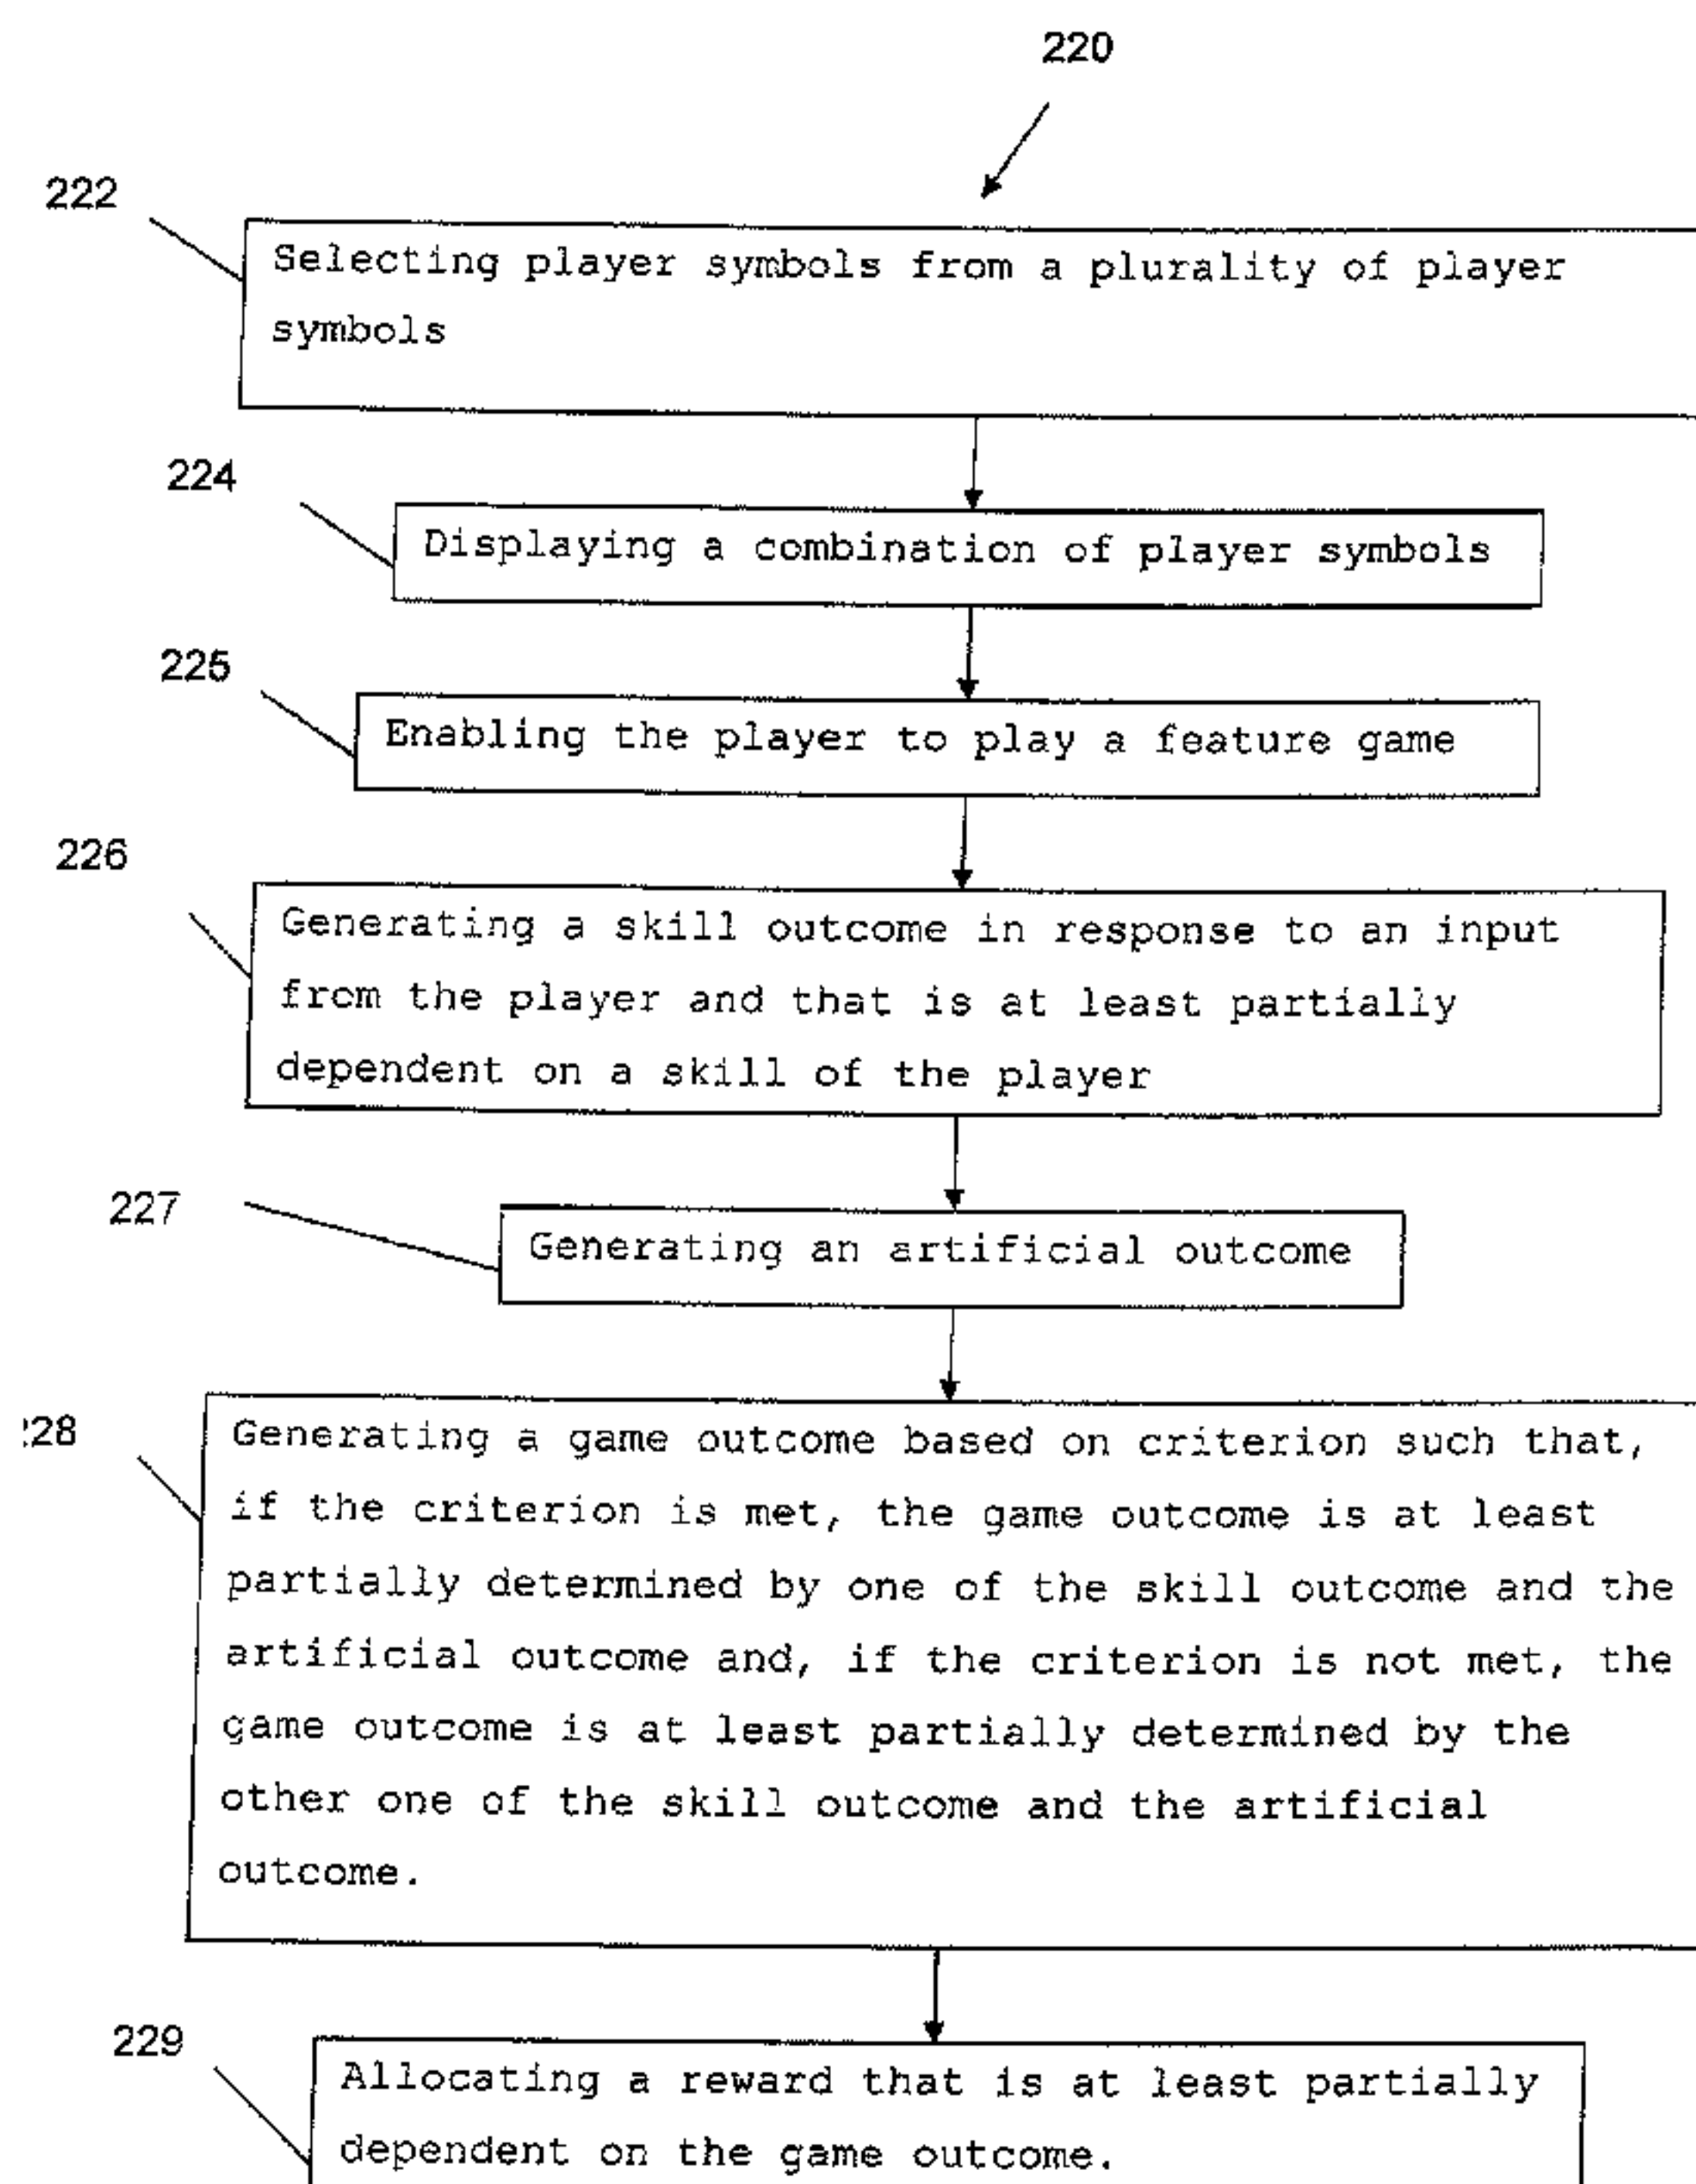 220
222
Selecting player symbols from a plurality of player
symbols
224
Displaying a combination of player symbols
225
Enabling the player to play a feature game
226
Generating a skill outcome in response to an input
from the player and that is at least partially
dependent on a skill of the player
227
Generating an artificial outcome
228
Generating a game outcome based on criterion such that,
if the criterion is met, the game outcome is at least
partially determined by one of the skill outcome and the
artificial outcome and, if the criterion is not met, the
game outcome is at least partially determined by the
other one of the skill outcome and the artificial
outcome.
229
Allocating a reward that is at least partially
dependent on the game outcome.